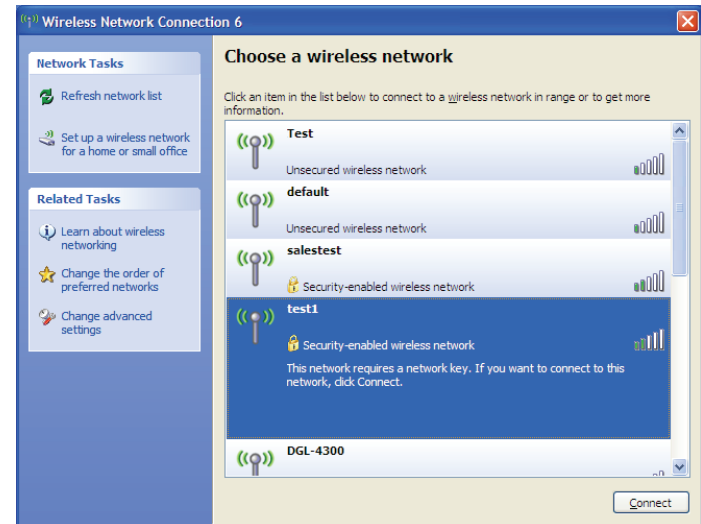 Wireless Network Connection 6
Network Tasks
Refresh network list
Set up a wireless network
for a home or small office
Related Tasks
Learn about wireless
networking
Change the order of
preferred networks
Change advanced
settings
Choose a wireless network
Click an item in the list below to connect to a wireless network in range or to get more
information.
Test
Unsecured wireless network
default
Unsecured wireless network
salestest
Security-enabled wireless network
test1
Security-enabled wireless network
This network requires a network key. If you want to connect to this
network, click Connect.
DGL-4300
Connect